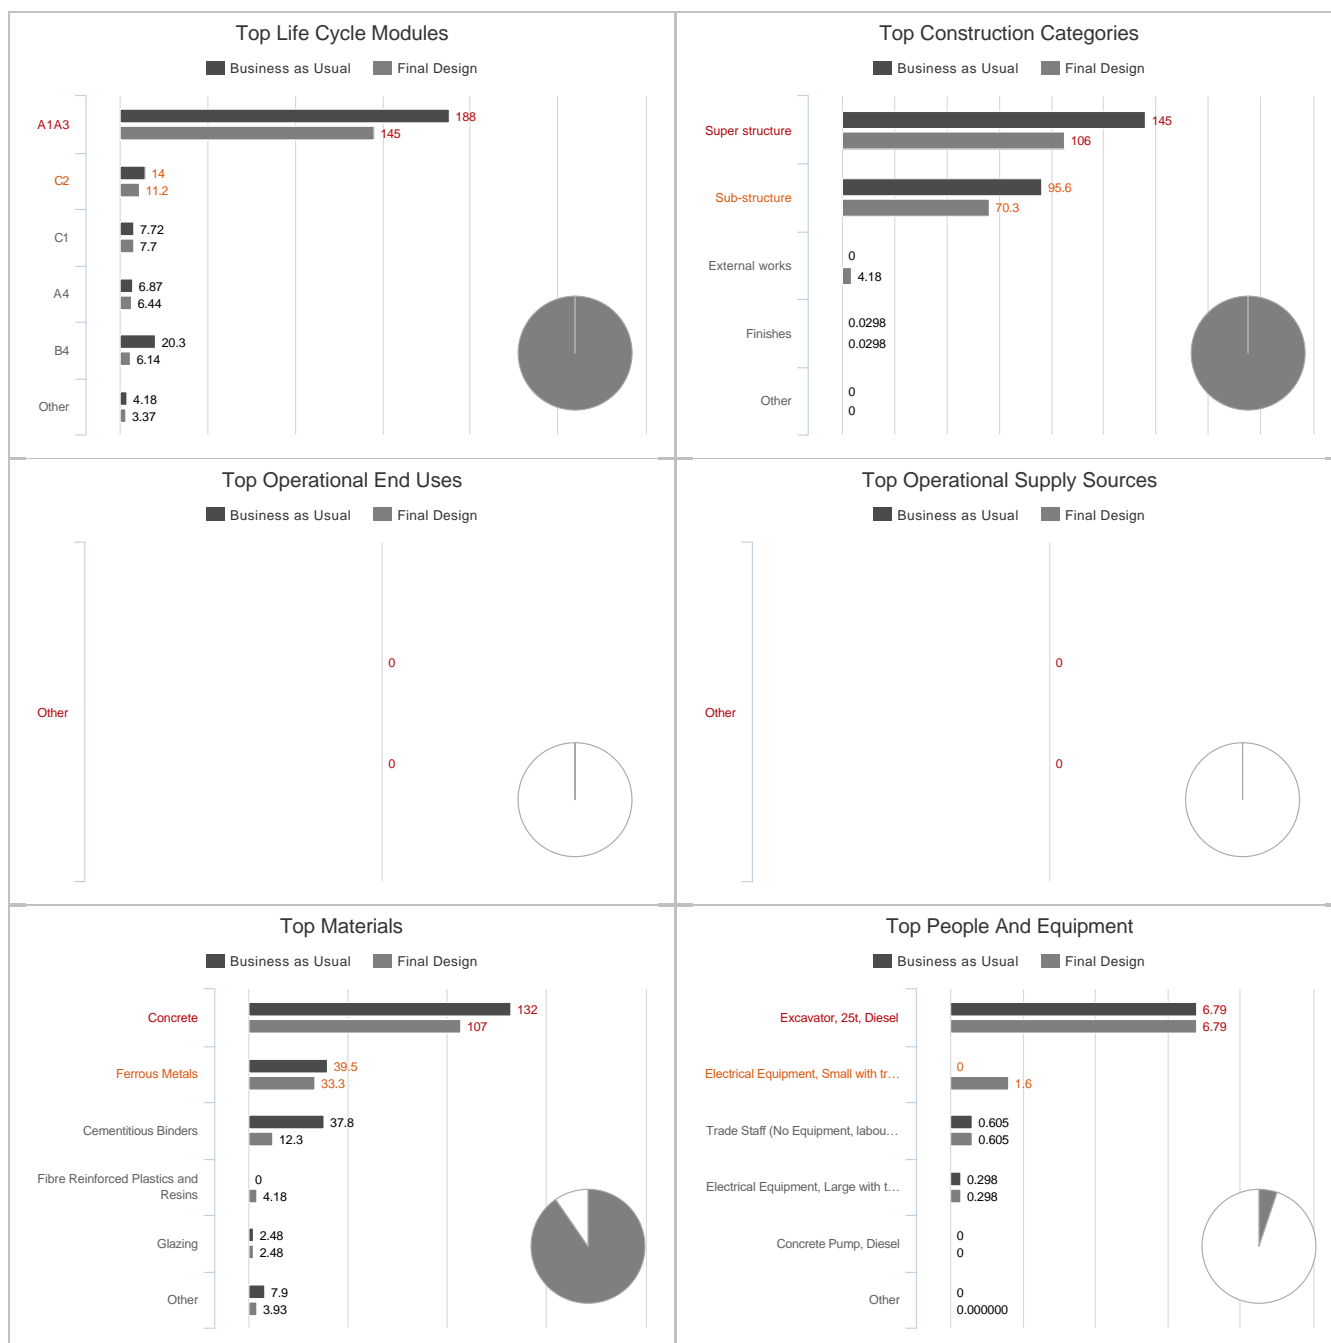 Top Life Cycle Modules
Business as Usual Final Design
A1A3
188
145
C2
14
11.2
C1
7.72
7.7
A4
6.87
6.44
B4
20.3
6.14
Other
4.18
3.37
Top Construction Categories
Business as Usual Final Design
Super structure
145
106
Sub-structure
95.6
70.3
External works
0
4.18
Finishes
0.0298
0.0298
Other
0
0
Top Operational End Uses
Business as Usual Final Design
Other
0
0
Top Operational Supply Sources
Business as Usual Final Design
Other
0
0
Top Materials
Business as Usual Final Design
Concrete
132
107
Ferrous Metals
39.5
33.3
Cementitious Binders
37.8
12.3
Fibre Reinforced Plastics and
Resins
0
4.18
Glazing
2.48
2.48
Other
7.9
3.93
Top People And Equipment
Business as Usual Final Design
Excavator, 25t, Diesel
6.79
6.79
Electrical Equipment, Small with tr…
0
1.6
Trade Staff (No Equipment, labou…
0.605
0.605
Electrical Equipment, Large with t…
0.298
0.298
Concrete Pump, Diesel
0
0
Other
0
0.000000